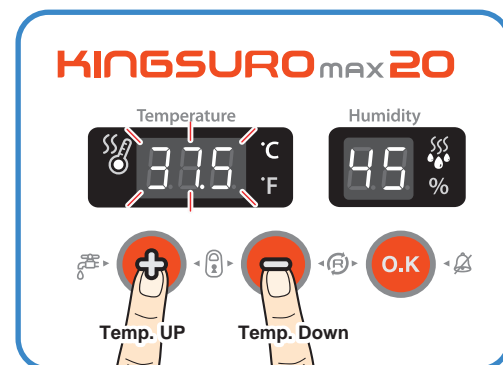 KINGSURO max 20
Temperature Humidity
37.5 °C °F 45 %
R O.K
Temp. UP Temp. Down